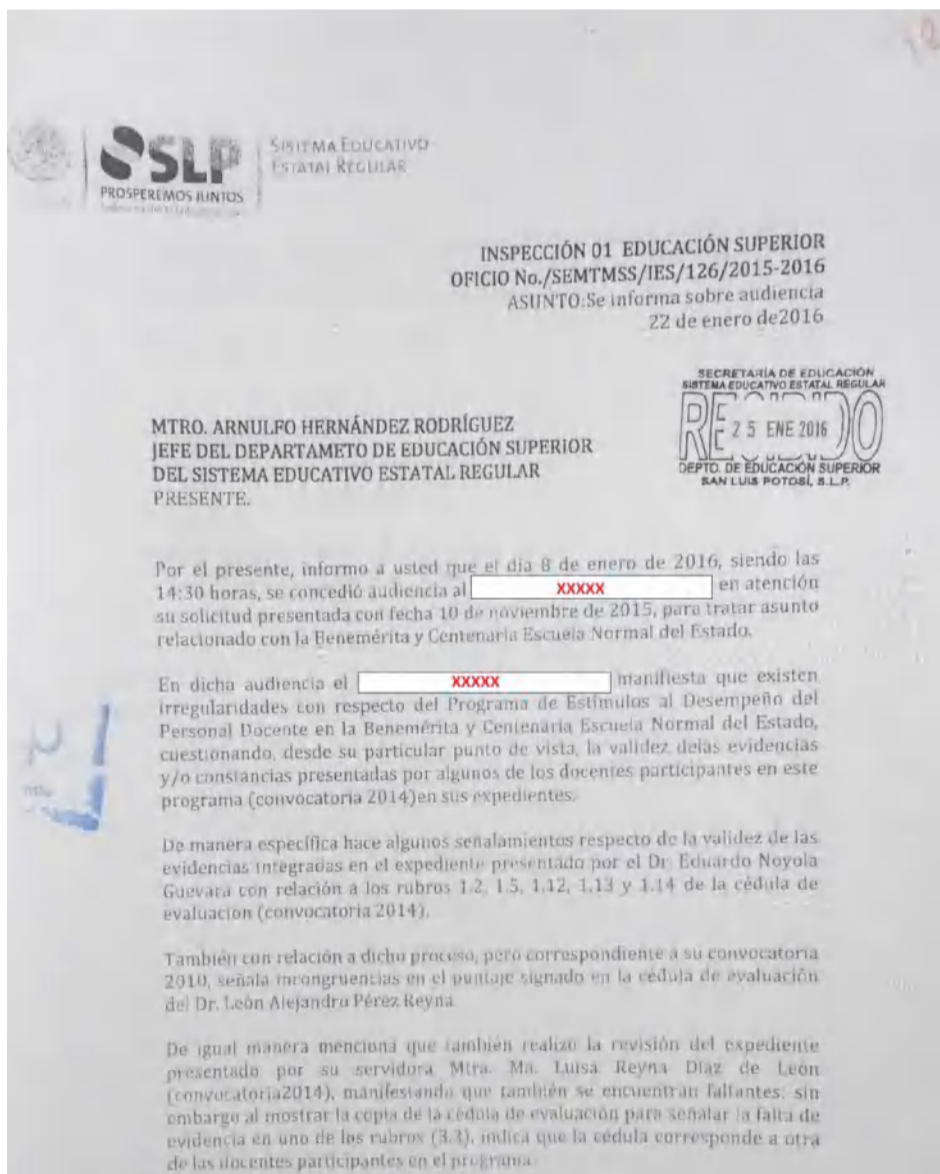 SSLP
PROSPEREMOS JUNTOS
SISTEMA EDUCATIVO
ESTATAL REGULAR
INSPECCIÓN 01 EDUCACIÓN SUPERIOR
OFICIO No./SEMTMSS/IES/126/2015-2016
ASUNTO:Se informa sobre audiencia
22 de enero de2016
SECRETARÍA DE EDUCACIÓN
SISTEMA EDUCATIVO ESTATAL REGULAR
25 ENE 2016
DEPTO. DE EDUCACIÓN SUPERIOR
SAN LUIS POTOSÍ, S.L.P.
MTRO. ARNULFO HERNÁNDEZ RODRÍGUEZ
JEFE DEL DEPARTAMETO DE EDUCACIÓN SUPERIOR
DEL SISTEMA EDUCATIVO ESTATAL REGULAR
PRESENTE.
Por el presente, informo a usted que el día 8 de enero de 2016, siendo las
14:30 horas, se concedió audiencia al XXXXX en atención
su solicitud presentada con fecha 10 de noviembre de 2015, para tratar asunto
relacionado con la Benemérita y Centenaria Escuela Normal del Estado.
En dicha audiencia el XXXXX manifiesta que existen
irregularidades con respecto del Programa de Estímulos al Desempeño del
Personal Docente en la Benemérita y Centenaria Escuela Normal del Estado,
cuestionando, desde su particular punto de vista, la validez delas evidencias
y/o constancias presentadas por algunos de los docentes participantes en este
programa (convocatoria 2014)en sus expedientes.
De manera específica hace algunos señalamientos respecto de la validez de las
evidencias integradas en el expediente presentado por el Dr. Eduardo Noyola
Guevara con relación a los rubros 1.2, 1.5, 1.12, 1.13 y 1.14 de la cédula de
evaluación (convocatoria 2014).
También con relación a dicho proceso, pero correspondiente a su convocatoria
2010, señala incongruencias en el puntaje signado en la cédula de evaluación
del Dr. León Alejandro Pérez Reyna.
De igual manera menciona que también realizo la revisión del expediente
presentado por su servidora Mtra. Ma. Luisa Reyna Díaz de León
(convocatoria2014), manifestando que también se encuentran faltantes; sin
embargo al mostrar la copia de la cédula de evaluación para señalar la falta de
evidencia en uno de los rubros (3.3), indica que la cédula corresponde a otra
de las docentes participantes en el programa.